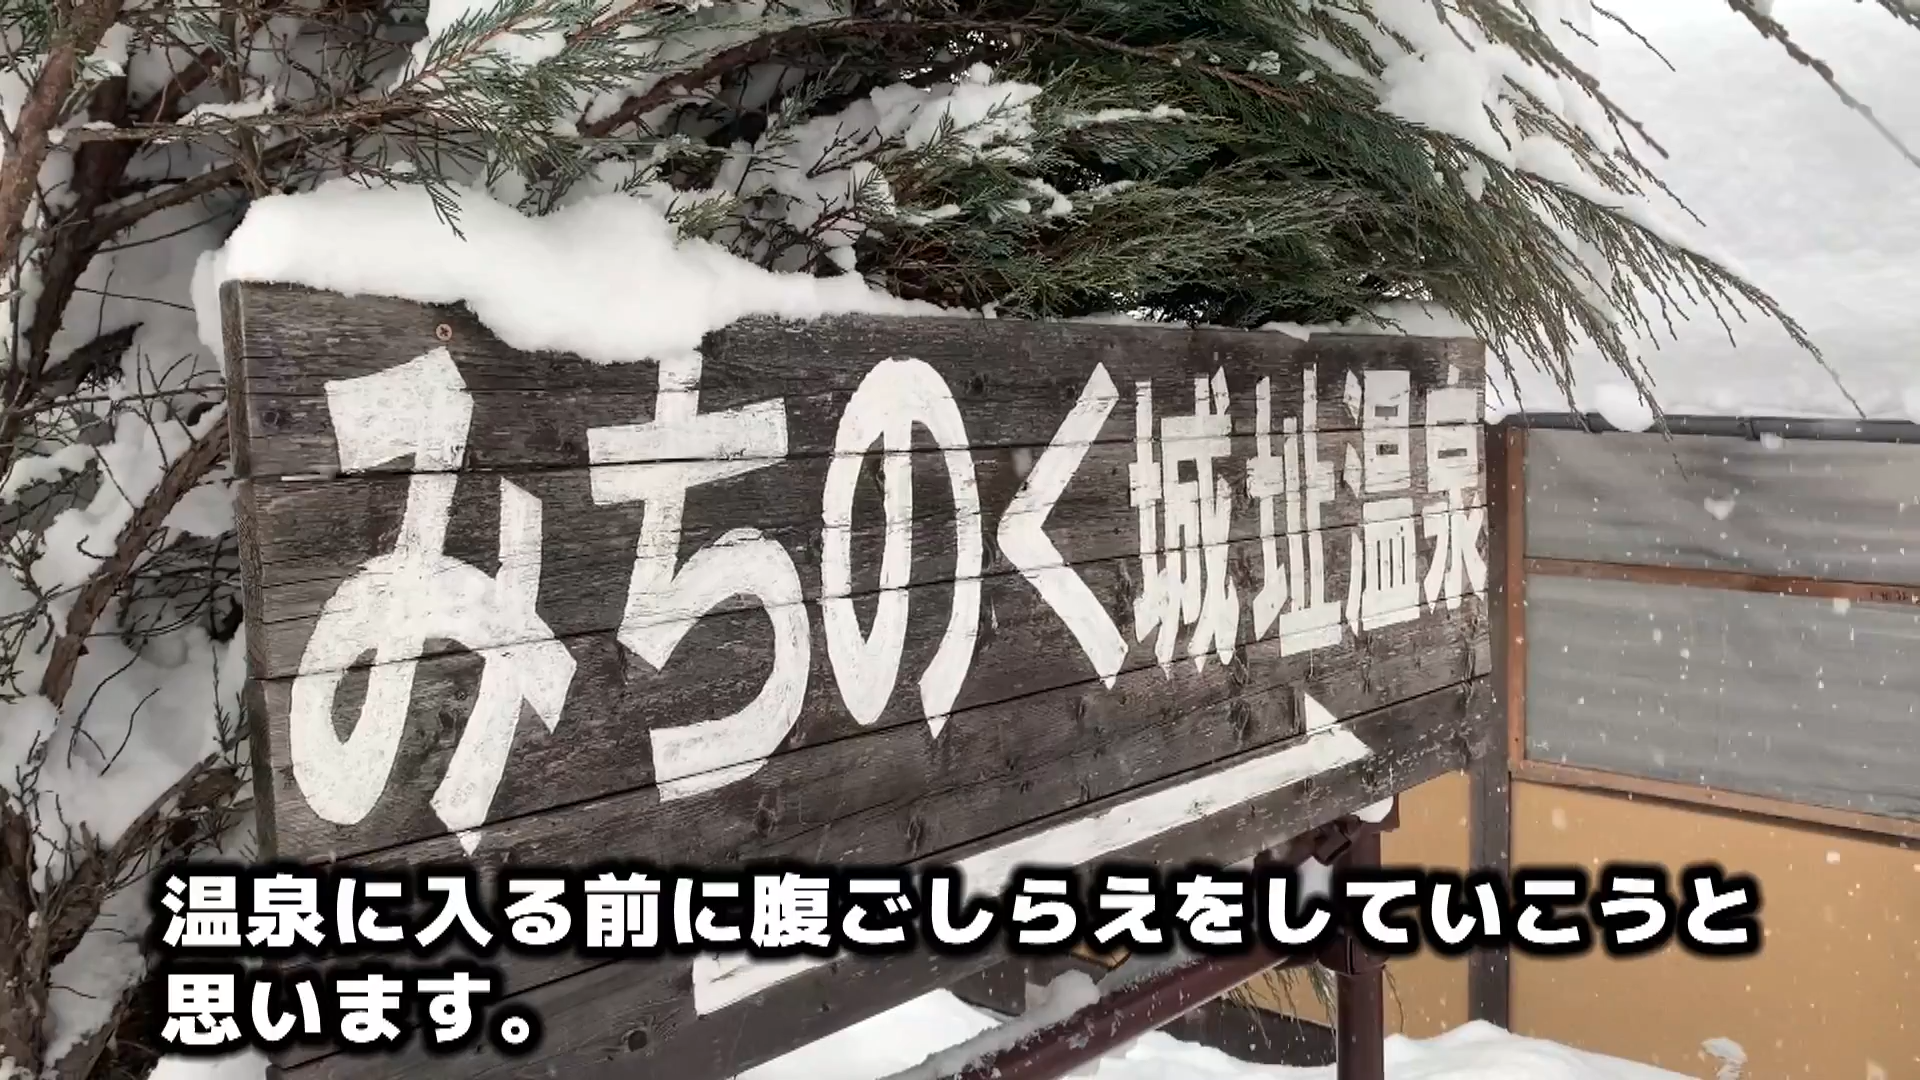 みちのく城址温泉
温泉に入る前に腹ごしらえをしていこうと
思います。